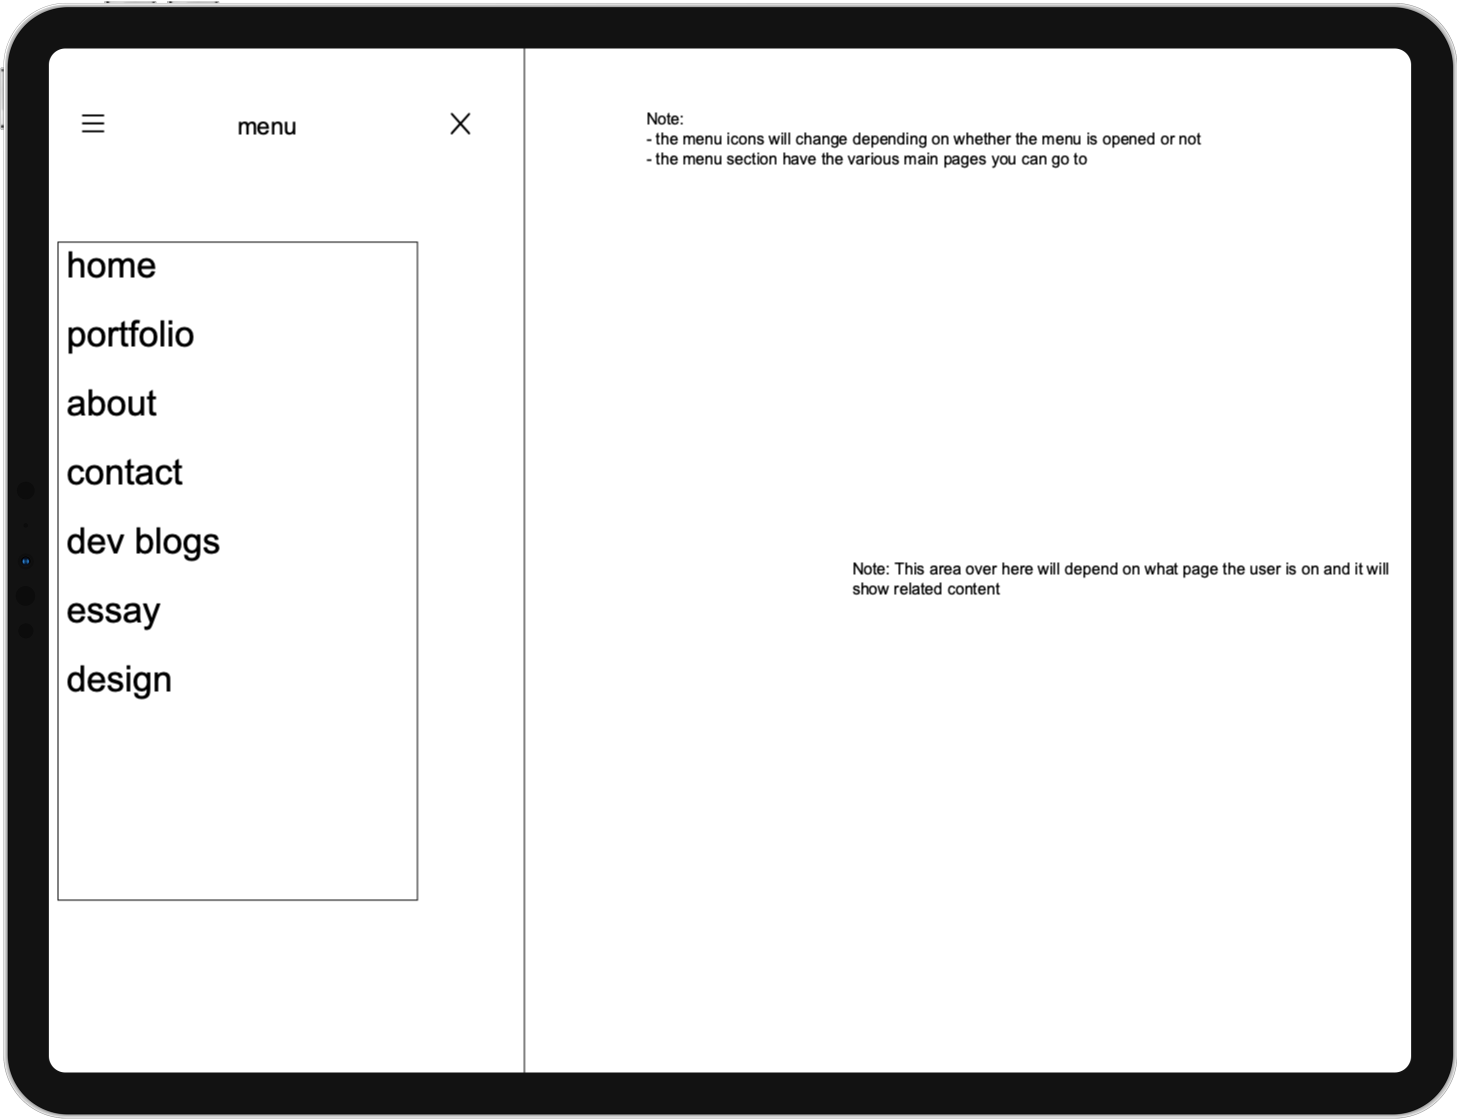 menu
home
portfolio
about
contact
dev blogs
essay
design
Note:
- the menu icons will change depending on whether the menu is opened or not
- the menu section have the various main pages you can go to
Note: This area over here will depend on what page the user is on and it will
show related content